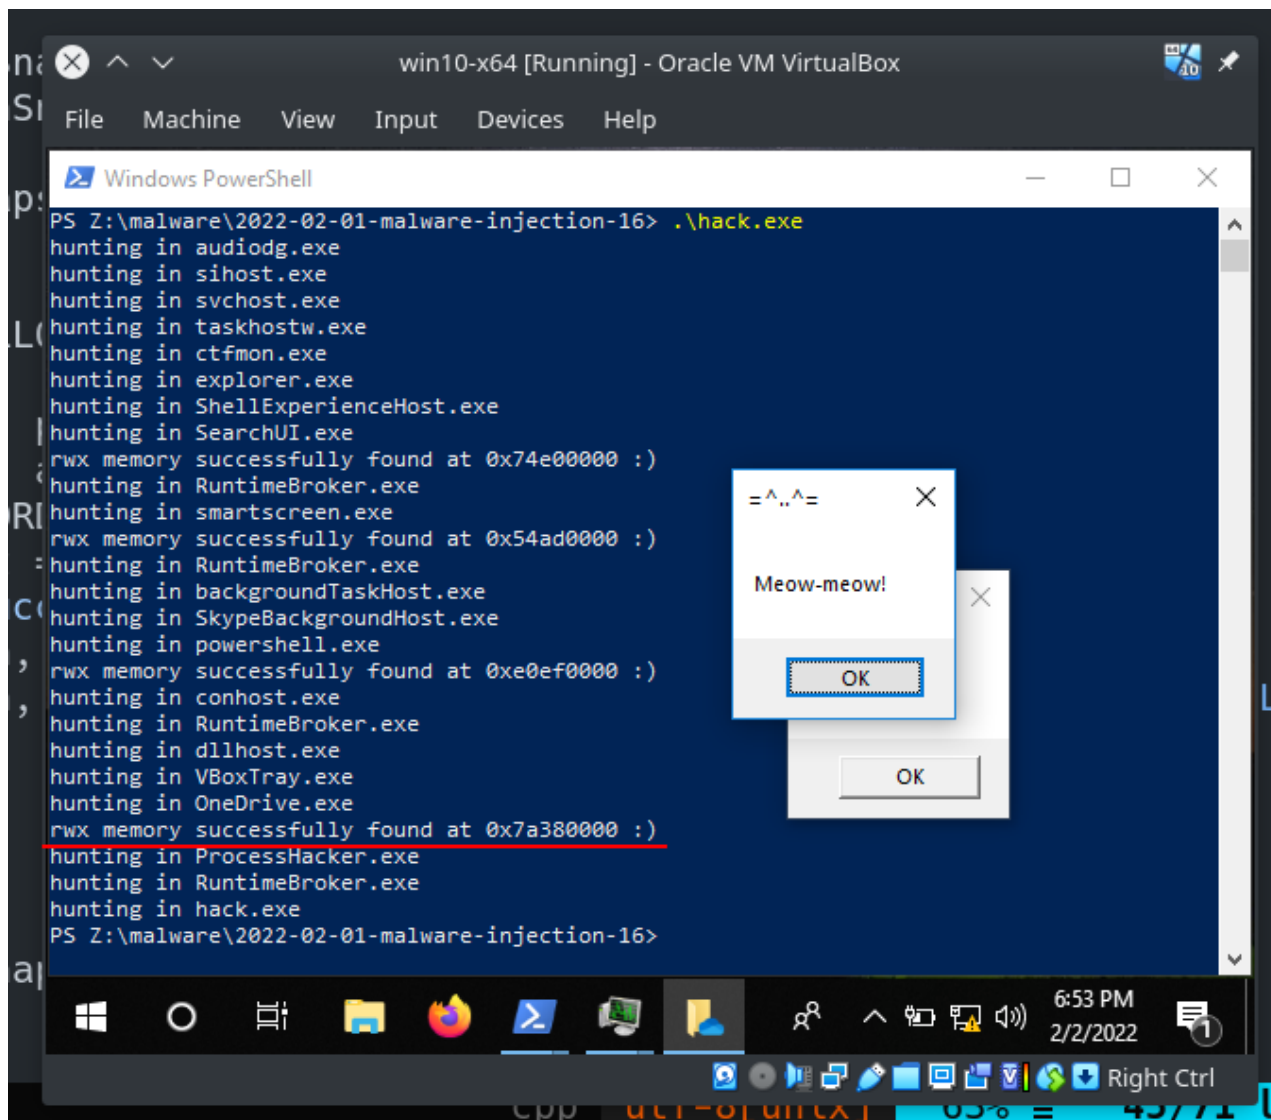 win10-x64 [Running] - Oracle VM VirtualBox
File Machine View Input Devices Help
Windows PowerShell
PS Z:\malware\2022-02-01-malware-injection-16> .\hack.exe
hunting in audiodg.exe
hunting in sihost.exe
hunting in svchost.exe
hunting in taskhostw.exe
hunting in ctfmon.exe
hunting in explorer.exe
hunting in ShellExperienceHost.exe
hunting in SearchUI.exe
rwx memory successfully found at 0x74e00000 :)
hunting in RuntimeBroker.exe
hunting in smartscreen.exe
rwx memory successfully found at 0x54ad0000 :)
hunting in RuntimeBroker.exe
hunting in backgroundTaskHost.exe
hunting in SkypeBackgroundHost.exe
hunting in powershell.exe
rwx memory successfully found at 0xe0ef0000 :)
hunting in conhost.exe
hunting in RuntimeBroker.exe
hunting in dllhost.exe
hunting in VBoxTray.exe
hunting in OneDrive.exe
rwx memory successfully found at 0x7a380000 :)
hunting in ProcessHacker.exe
hunting in RuntimeBroker.exe
hunting in hack.exe
PS Z:\malware\2022-02-01-malware-injection-16>
=^..^=
Meow-meow!
OK
OK
6:53 PM
2/2/2022
1
Right Ctrl
cpp utf-8[unix] 63% 45/71